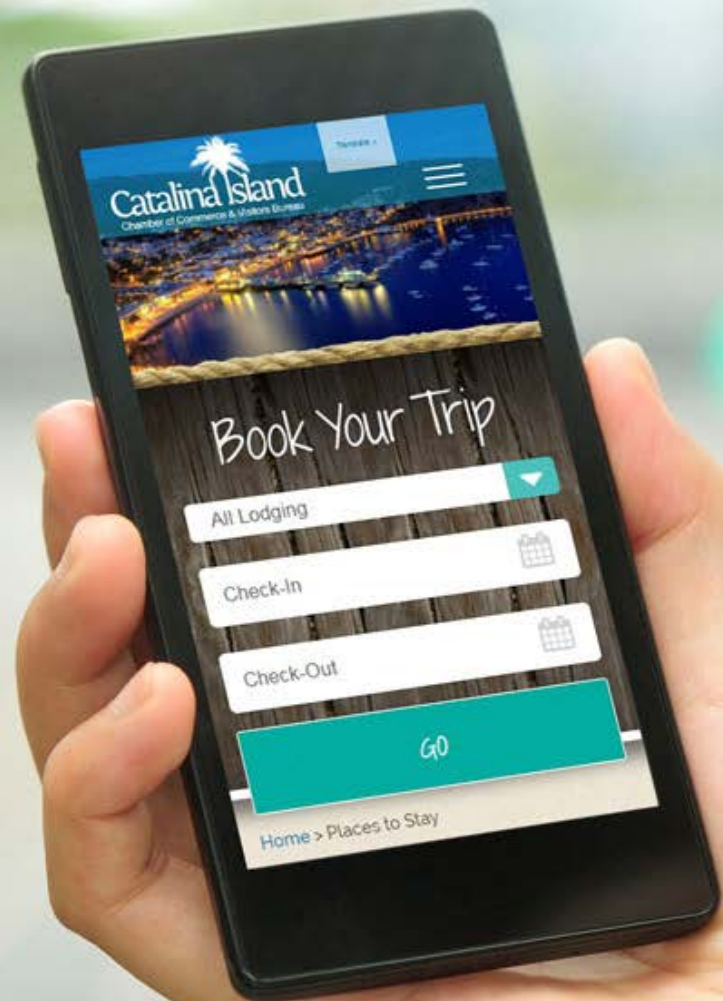 Translate »
Catalina Island
Chamber of Commerce & Visitors Bureau
Book Your Trip
All Lodging
Check-In
Check-Out
GO
Home > Places to Stay